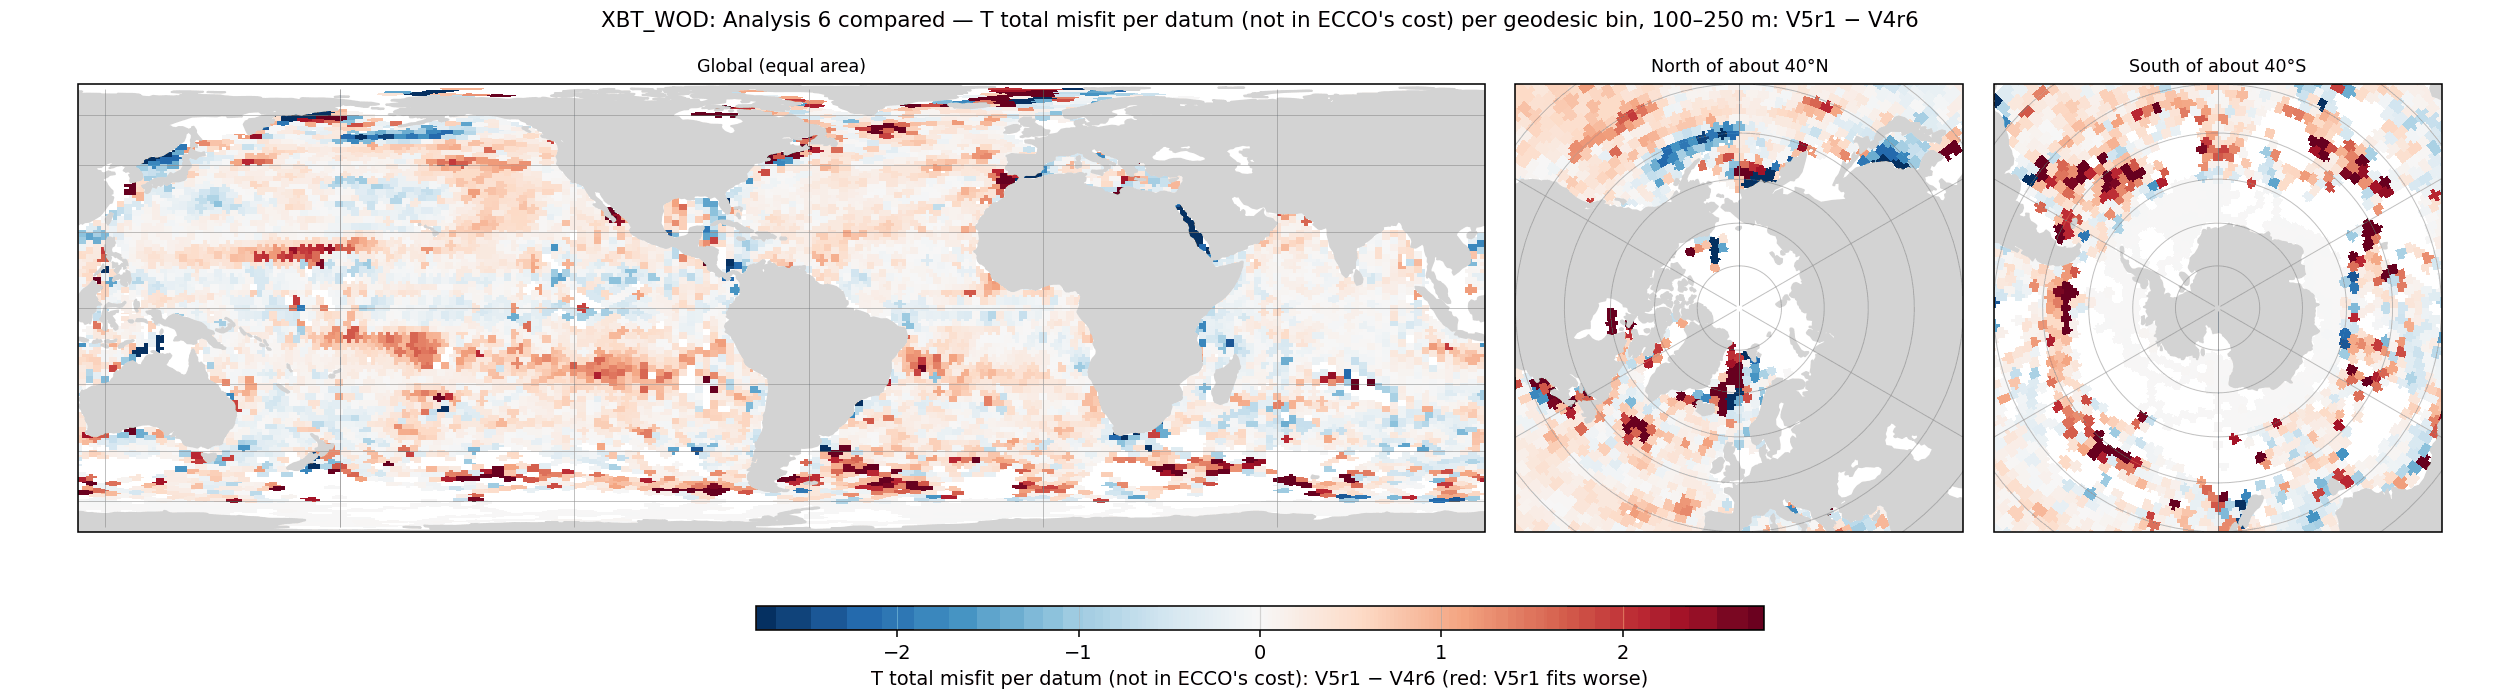 XBT_WOD: Analysis 6 compared — T total misfit per datum (not in ECCO's cost) per geodesic bin, 100–250 m: V5r1 − V4r6
Global (equal area)
North of about 40°N
South of about 40°S
−2 −1 0 1 2
T total misfit per datum (not in ECCO's cost): V5r1 − V4r6 (red: V5r1 fits worse)